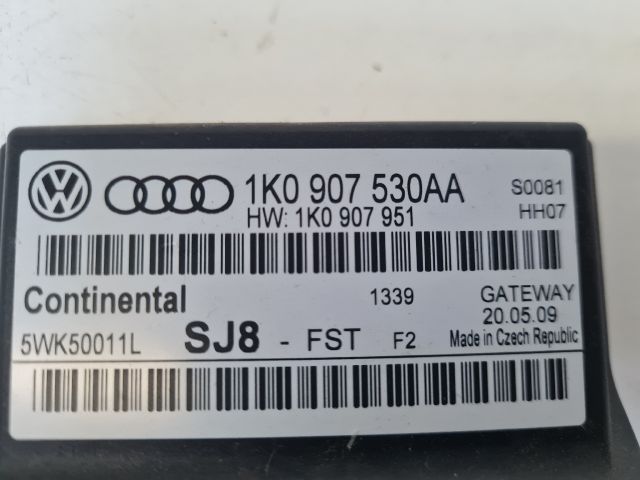 1K0 907 530AA S0081
HW: 1K0 907 951 HH07
Continental 1339 GATEWAY
20.05.09
5WK50011L SJ8 - FST F2 Made in Czech Republic